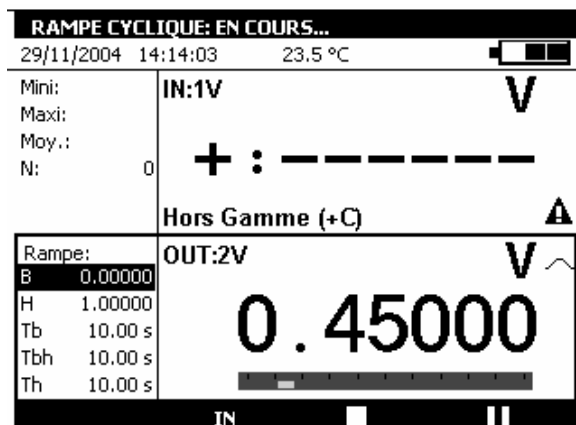 RAMPE CYCLIQUE: EN COURS...
29/11/2004 14:14:03 23.5 °C
Mini:
Maxi:
Moy.:
N: 0
IN:1V V
+ : - - - - - -
Hors Gamme (+C)
Rampe:
B 0.00000
H 1.00000
Tb 10.00 s
Tbh 10.00 s
Th 10.00 s
OUT:2V V
0.45000
IN